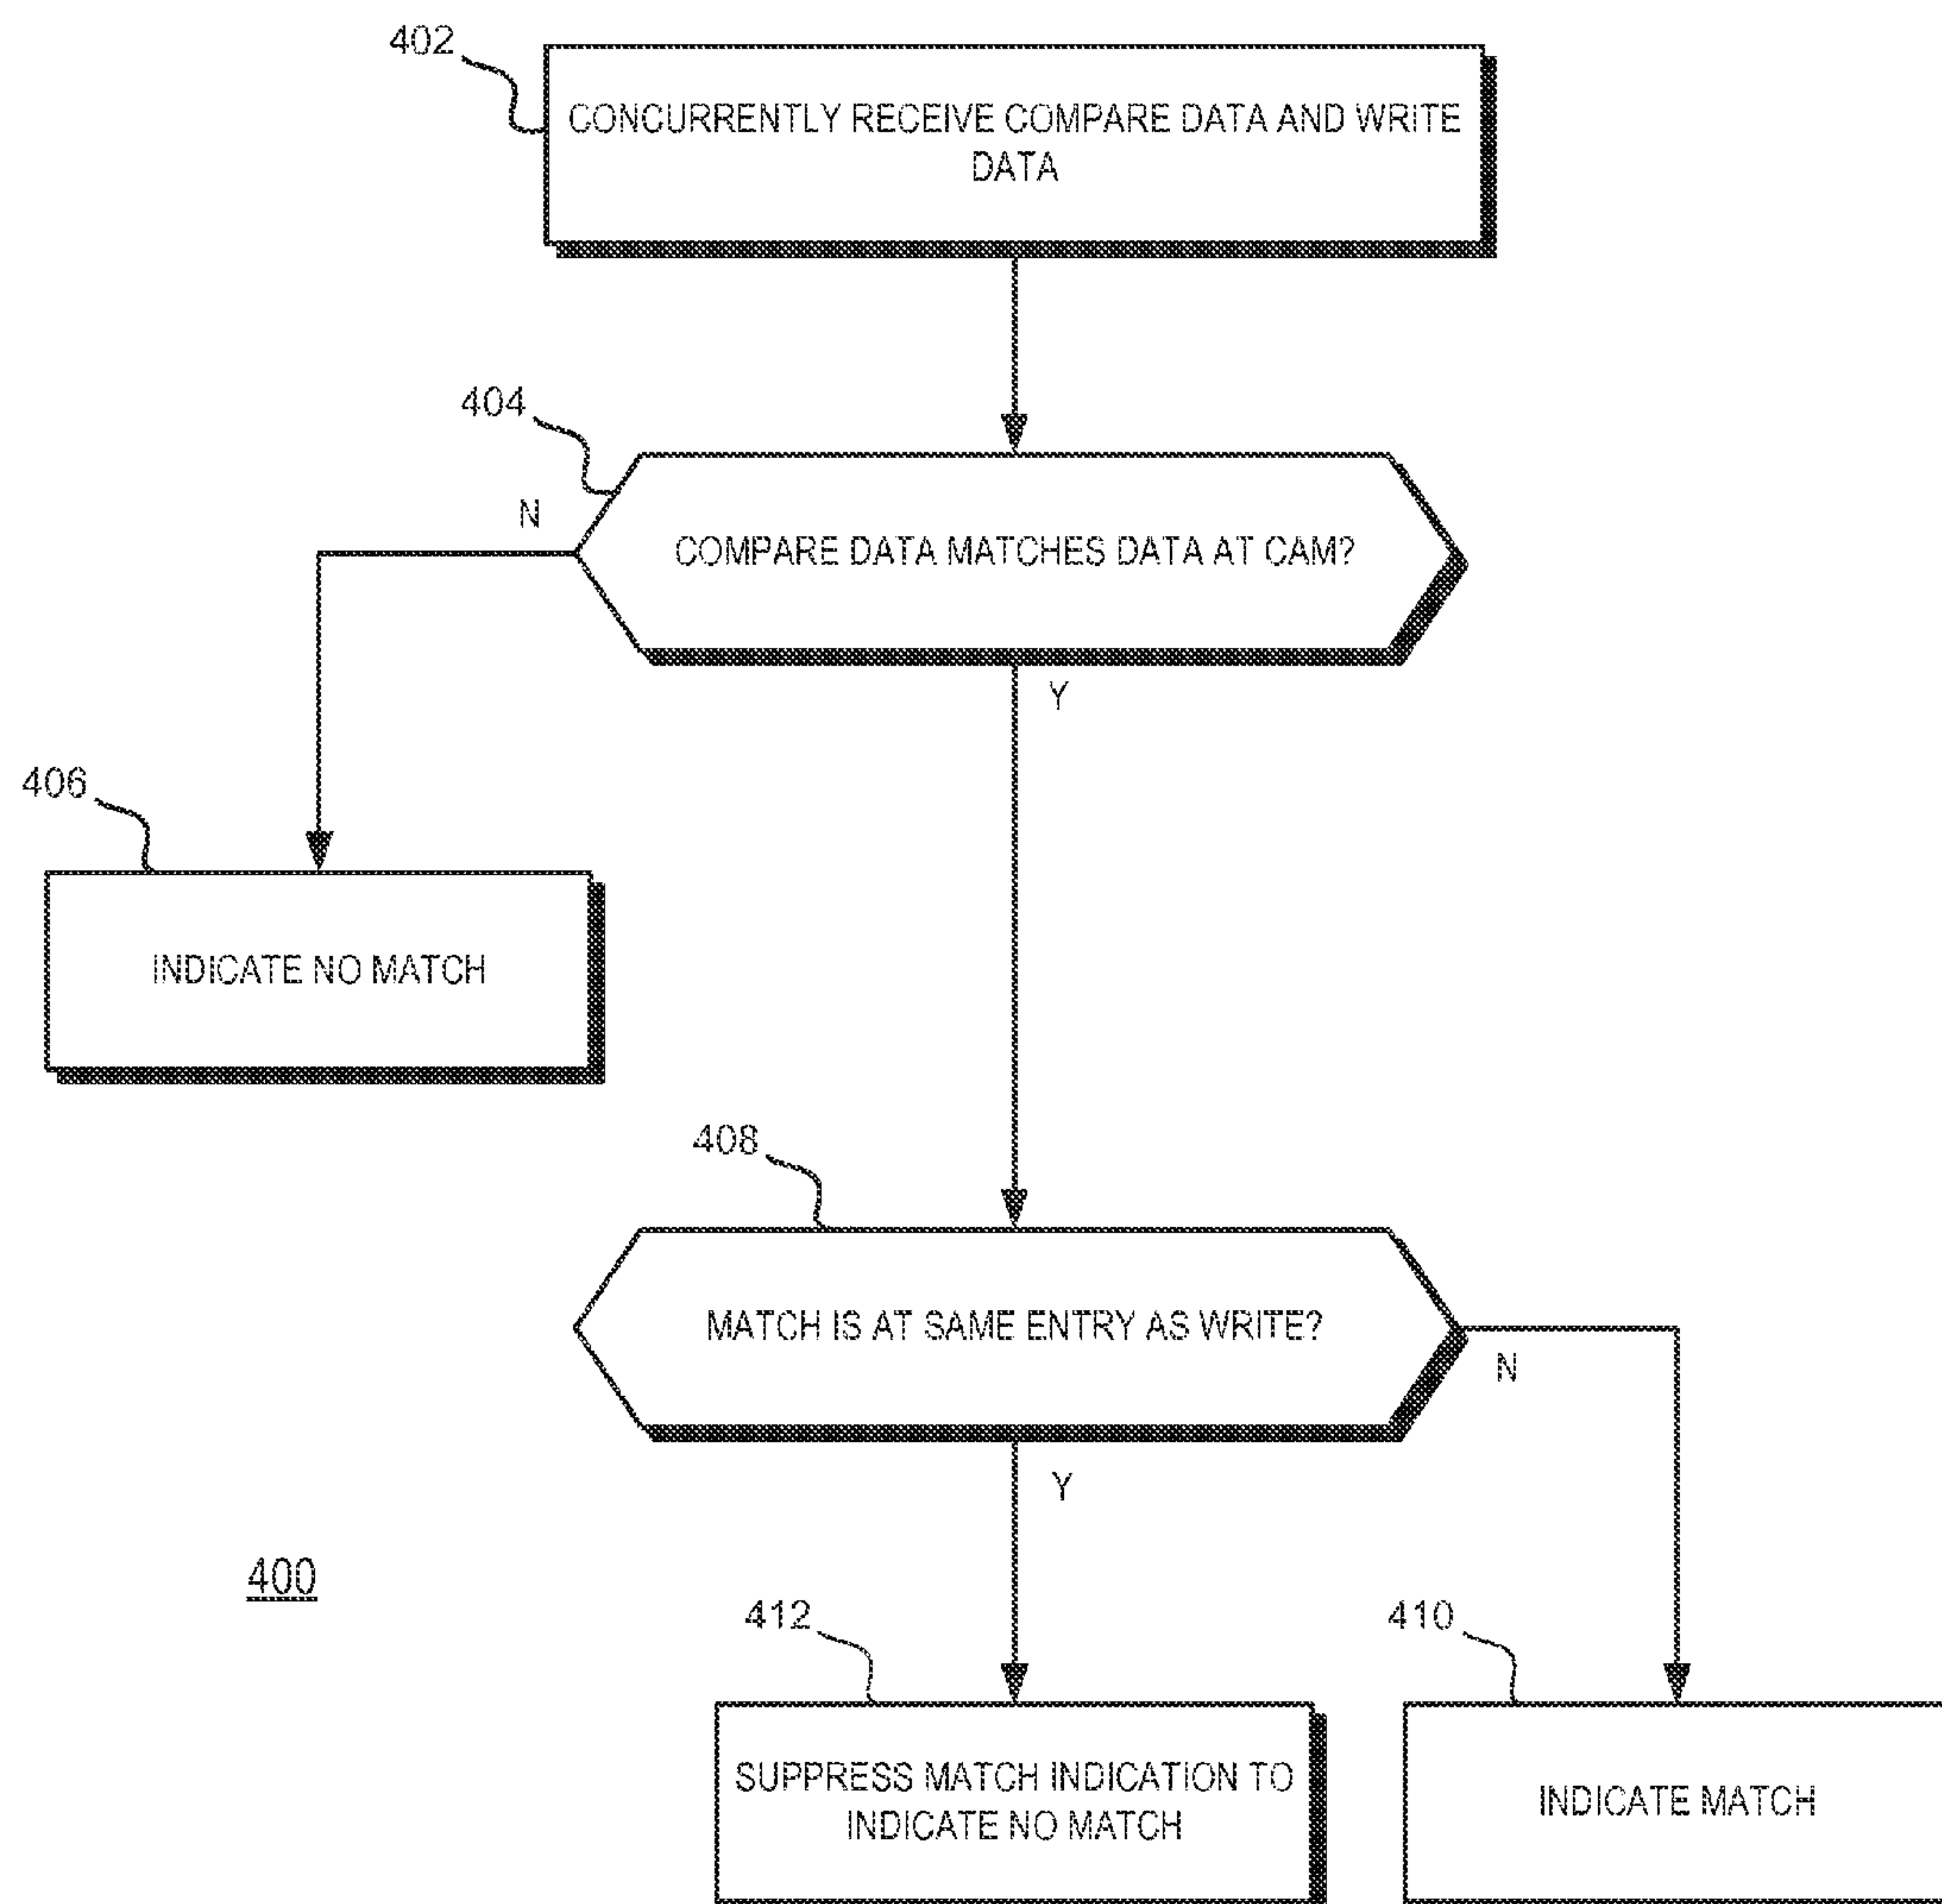 402
CONCURRENTLY RECEIVE COMPARE DATA AND WRITE
DATA
404
N
COMPARE DATA MATCHES DATA AT CAM?
Y
406
INDICATE NO MATCH
408
MATCH IS AT SAME ENTRY AS WRITE?
N
Y
400
412
410
SUPPRESS MATCH INDICATION TO
INDICATE NO MATCH
INDICATE MATCH